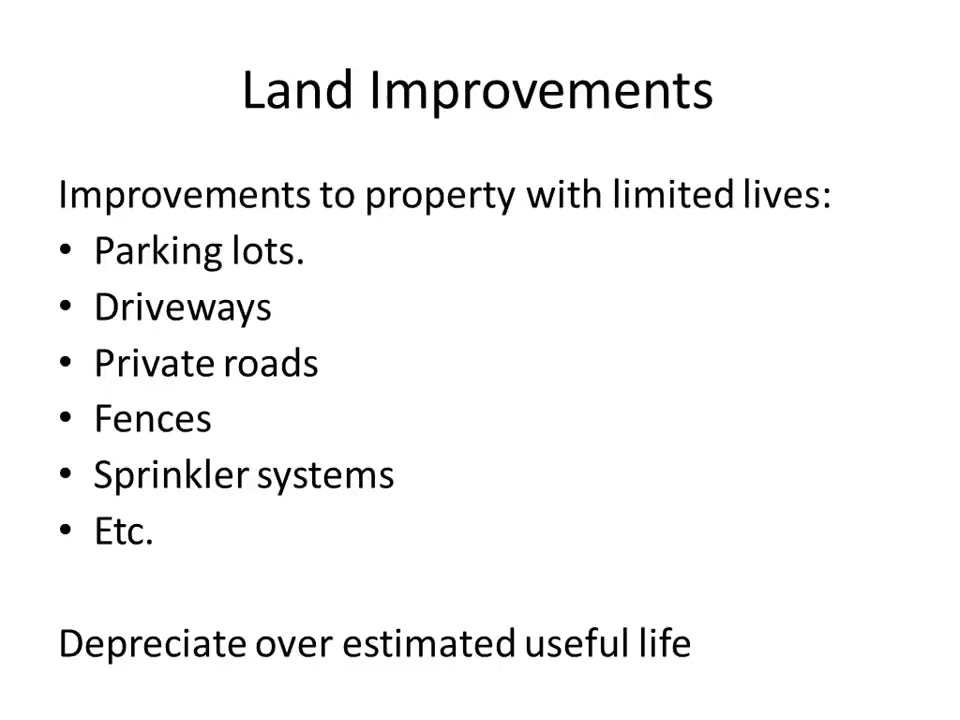 Land Improvements
Improvements to property with limited lives:
• Parking lots.
• Driveways
• Private roads
• Fences
• Sprinkler systems
• Etc.
Depreciate over estimated useful life